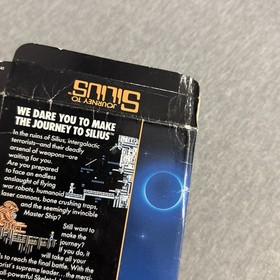 JOURNEY TO
SILIUS™
WE DARE YOU TO MAKE
THE JOURNEY TO SILIUS™
In the ruins of Silius, intergalactic
terrorists—and their deadly
arsenal of weapons—are
waiting for you.
Are you prepared
to face an endless
onslaught of flying
war robots, humanoid
laser cannons, bone crushing traps,
and the seemingly invincible
Master Ship?
Still want to
make the
journey?
If you do, it
will take all your
to reach the final battle. With the
orist's supreme leader...the merci-
all-powerful Skeleto